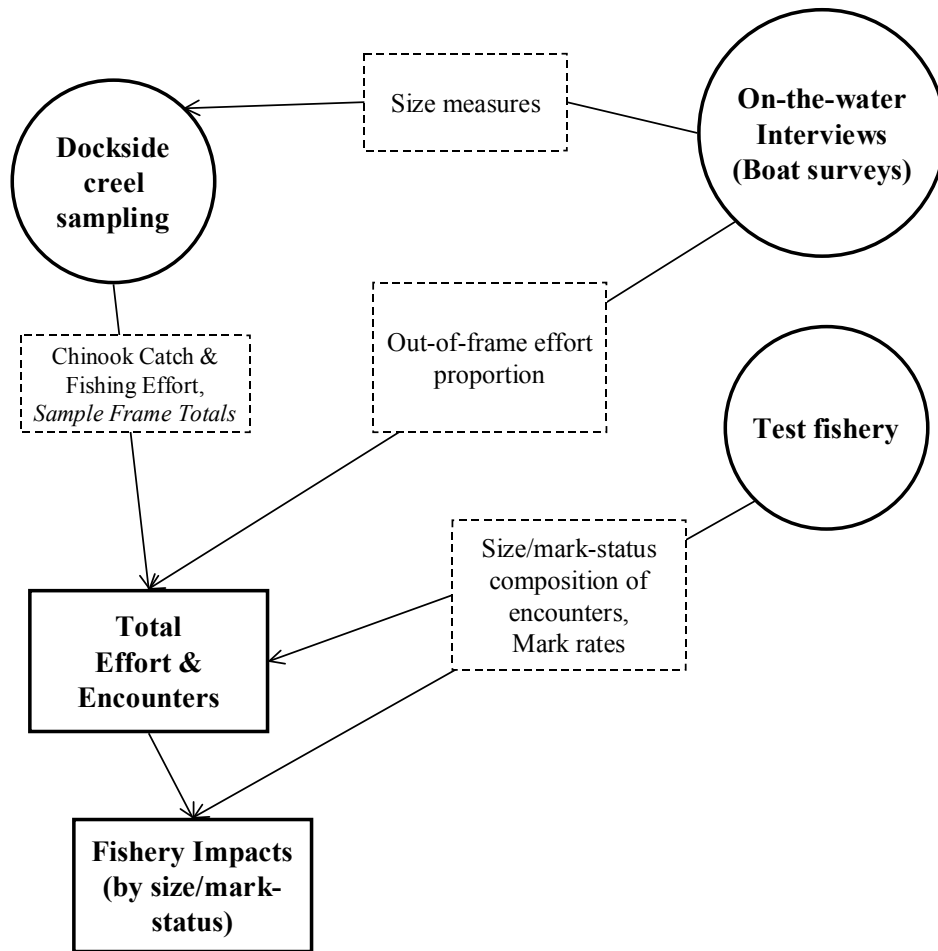 Size measures
On-the-water
Interviews
(Boat surveys)
Dockside
creel
sampling
Chinook Catch &
Fishing Effort,
Sample Frame Totals
Out-of-frame effort
proportion
Test fishery
Size/mark-status
composition of
encounters,
Mark rates
Total
Effort &
Encounters
Fishery Impacts
(by size/mark-
status)